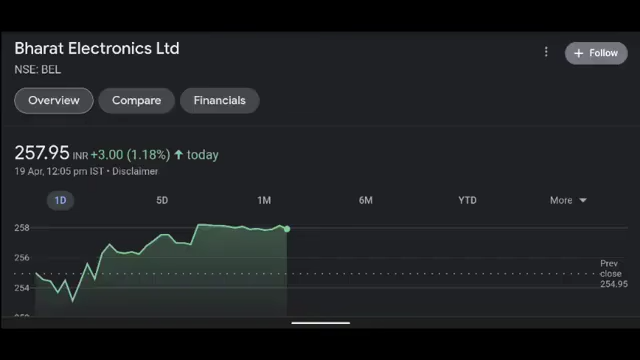 Bharat Electronics Ltd
NSE: BEL
+ Follow
Overview
Compare
Financials
257.95 INR +3.00 (1.18%) ↑ today
19 Apr, 12:05 pm IST • Disclaimer
1D
5D
1M
6M
YTD
More
258
256
254
Prev
close
254.95